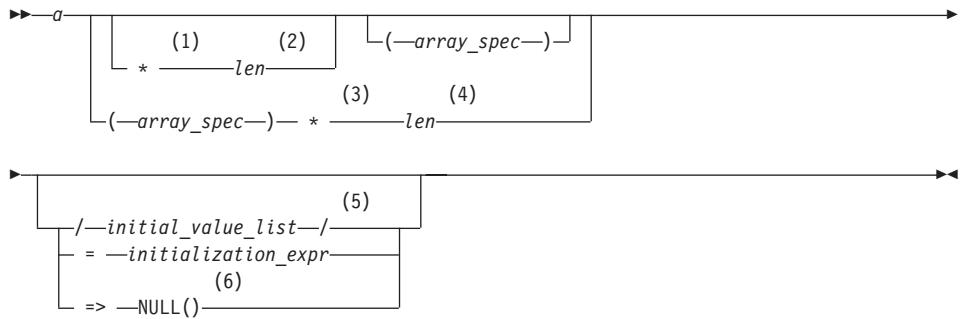 a
(1) (2) ( array_spec )
* len
(3) (4)
( array_spec ) * len
(5)
/ initial_value_list /
= initialization_expr
(6)
=> NULL()